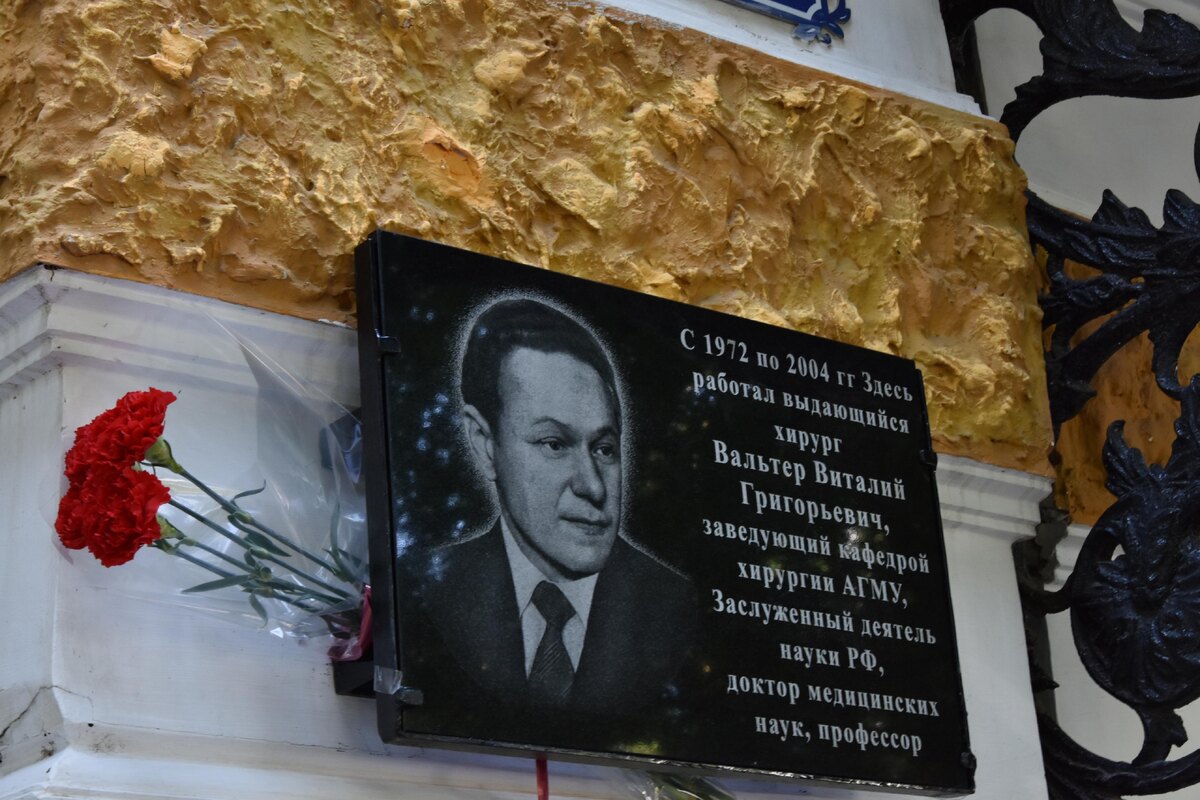 С 1972 по 2004 гг Здесь
работал выдающийся
хирург
Вальтер Виталий
Григорьевич,
заведующий кафедрой
хирургии АГМУ,
Заслуженный деятель
науки РФ,
доктор медицинских
наук, профессор